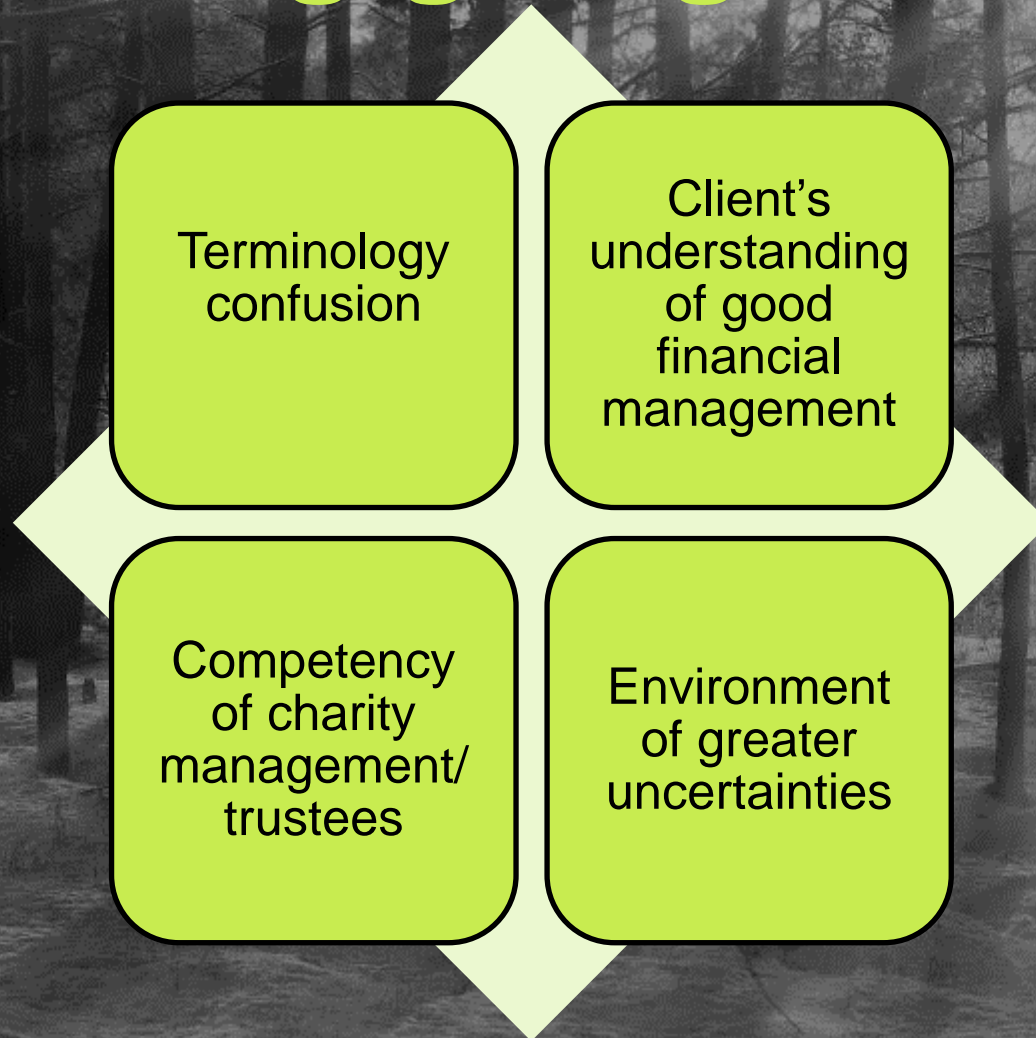 Terminology
confusion
Client’s
understanding
of good
financial
management
Competency
of charity
management/
trustees
Environment
of greater
uncertainties